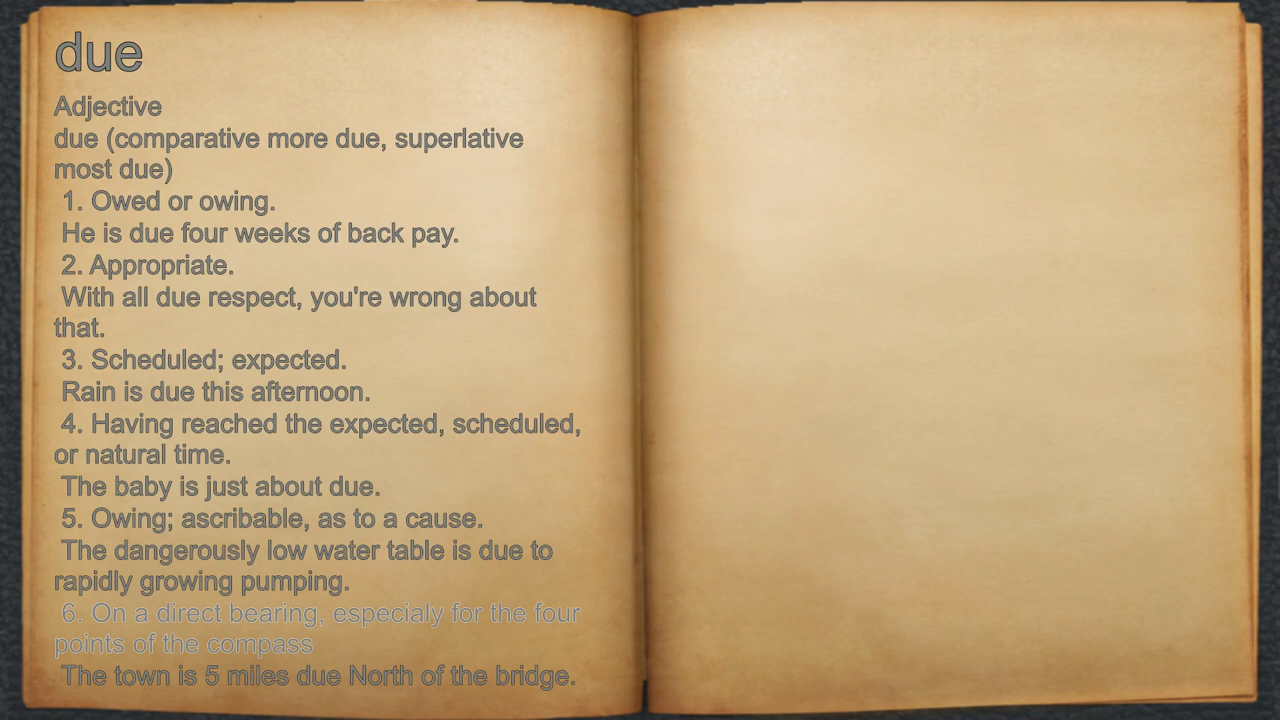 due
Adjective
due (comparative more due, superlative
most due)
1. Owed or owing.
He is due four weeks of back pay.
2. Appropriate.
With all due respect, you're wrong about
that.
3. Scheduled; expected.
Rain is due this afternoon.
4. Having reached the expected, scheduled,
or natural time.
The baby is just about due.
5. Owing; ascribable, as to a cause.
The dangerously low water table is due to
rapidly growing pumping.
6. On a direct bearing, especialy for the four
points of the compass
The town is 5 miles due North of the bridge.